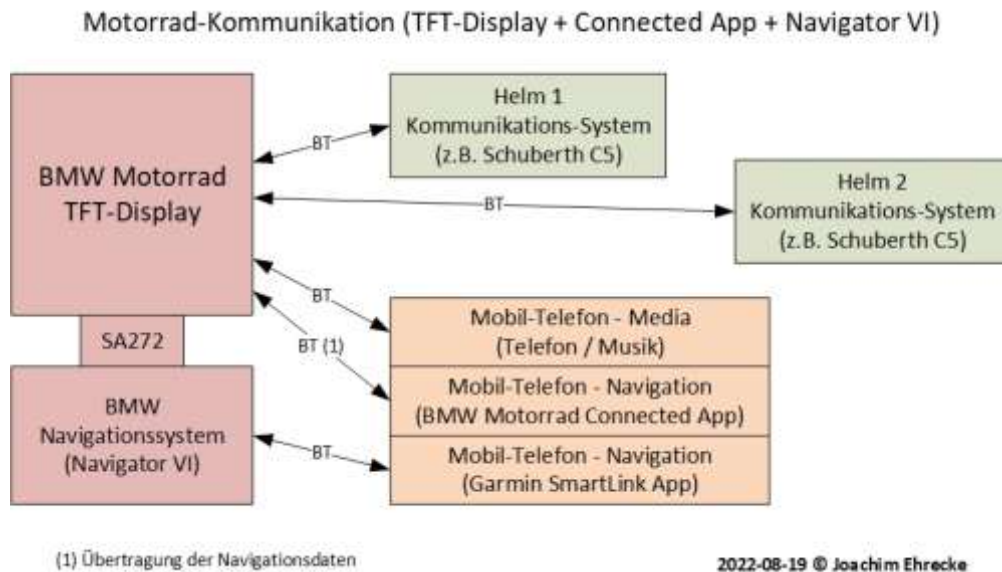 Motorrad-Kommunikation (TFT-Display + Connected App + Navigator VI)
BMW Motorrad
TFT-Display
SA272
BMW
Navigationssystem
(Navigator VI)
BT
BT
BT
BT (1)
BT
Helm 1
Kommunikations-System
(z.B. Schuberth C5)
Helm 2
Kommunikations-System
(z.B. Schuberth C5)
Mobil-Telefon - Media
(Telefon / Musik)
Mobil-Telefon - Navigation
(BMW Motorrad Connected App)
Mobil-Telefon - Navigation
(Garmin SmartLink App)
(1) Übertragung der Navigationsdaten
2022-08-19 © Joachim Ehrecke